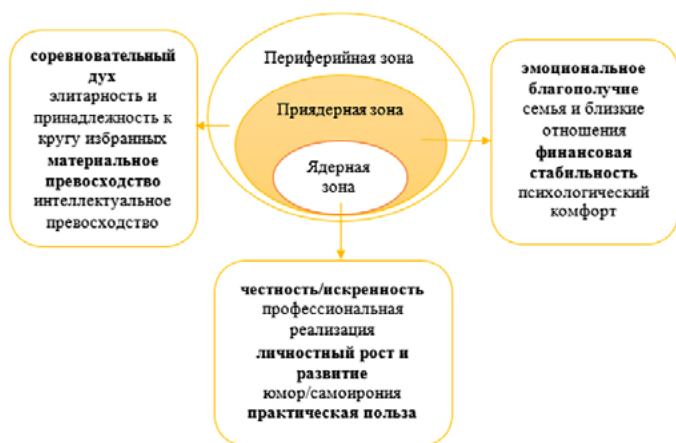 соревновательный
дух
элитарность и
принадлежность к
кругу избранных
материальное
превосходство
интеллектуальное
превосходство
Периферийная зона
Приядерная зона
Ядерная
зона
эмоциональное
благополучие
семья и близкие
отношения
финансовая
стабильность
психологический
комфорт
честность/искренность
профессиональная
реализация
личностный рост и
развитие
юмор/самоирония
практическая польза